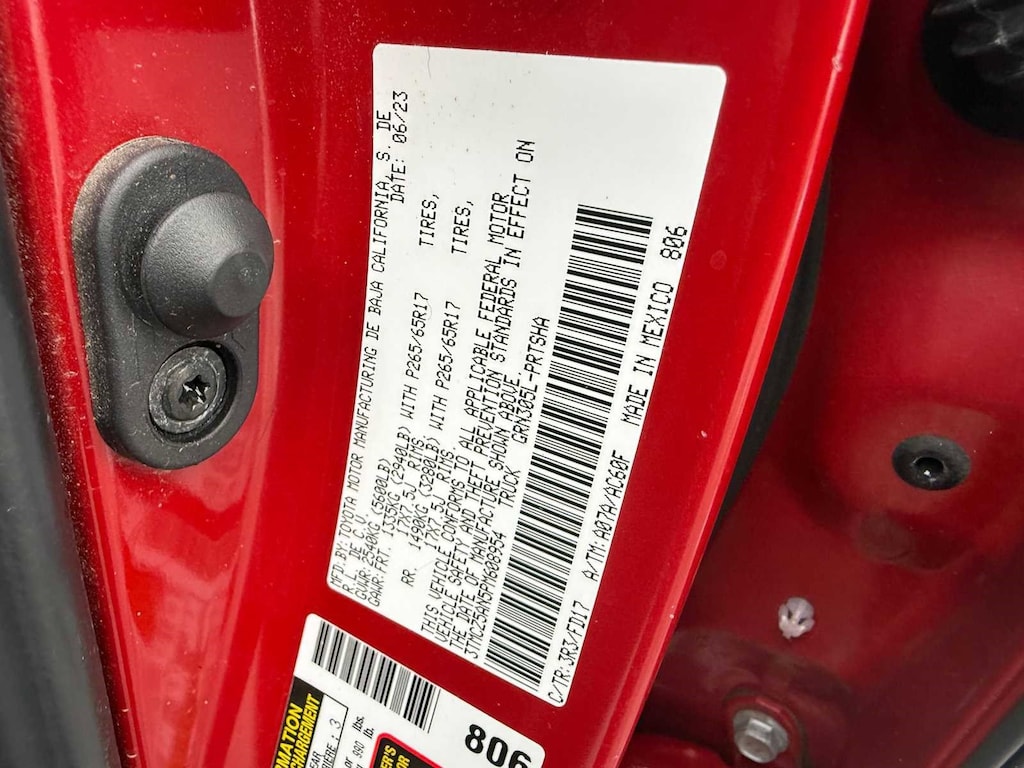 MFD.BY:TOYOTA MOTOR MANUFACTURING DE BAJA CALIFORNIA S. DE
R.L. DE C.V. DATE: 06/23
GVWR: 2540KG (5600LB)
GAWR:FRT. 1335KG (2940LB) WITH P265/65R17 TIRES,
17X7.5J RIMS
RR. 1490KG (3280LB) WITH P265/65R17 TIRES,
17X7.5J RIMS.
THIS VEHICLE CONFORMS TO ALL APPLICABLE FEDERAL MOTOR
VEHICLE SAFETY, AND THEFT PREVENTION STANDARDS IN EFFECT ON
THE DATE OF MANUFACTURE SHOWN ABOVE.
3TMCZ5AN5PM608954 TRUCK GRN305L-PRTSHA
C/TR:3R3/FD17 A/TM:A07A/AC60F MADE IN MEXICO 806
806